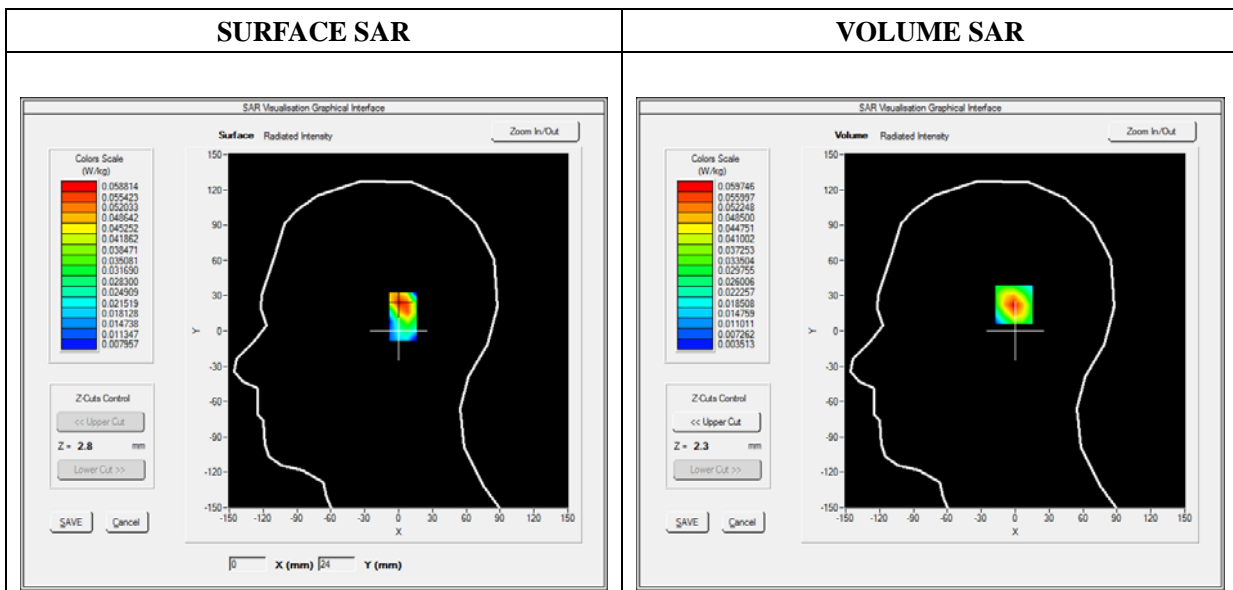 SURFACE SAR
VOLUME SAR
SAR Visualisation Graphical Interface
Surface Radiated Intensity
Zoom In/Out
Colors Scale
(W/kg)
0.058814
0.055423
0.052033
0.048642
0.045252
0.041862
0.038471
0.035081
0.031690
0.028300
0.024909
0.021519
0.018128
0.014738
0.011347
0.007957
Z-Cuts Control
<< Upper Cut
Z = 2.8 mm
Lower Cut >>
SAVE Cancel
150
120
90
60
30
0
-30
-60
-90
-120
-150
Y
-150 -120 -90 -60 -30 0 30 60 90 120 150
X
0 X (mm) 24 Y (mm)
SAR Visualisation Graphical Interface
Volume Radiated Intensity
Zoom In/Out
Colors Scale
(W/kg)
0.059746
0.055997
0.052248
0.048500
0.044751
0.041002
0.037253
0.033504
0.029755
0.026006
0.022257
0.018508
0.014759
0.011011
0.007262
0.003513
Z-Cuts Control
<< Upper Cut
Z = 2.3 mm
Lower Cut >>
SAVE Cancel
150
120
90
60
30
0
-30
-60
-90
-120
-150
Y
-150 -120 -90 -60 -30 0 30 60 90 120 150
X